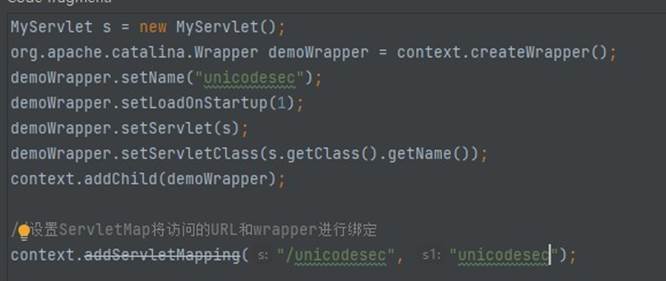 Code fragment:
MyServlet s = new MyServlet();
org.apache.catalina.Wrapper demoWrapper = context.createWrapper();
demoWrapper.setName("unicodesec");
demoWrapper.setLoadOnStartup(1);
demoWrapper.setServlet(s);
demoWrapper.setServletClass(s.getClass().getName());
context.addChild(demoWrapper);
//设置ServletMap将访问的URL和wrapper进行绑定
context.addServletMapping( s: "/unicodesec", s1: "unicodesec");